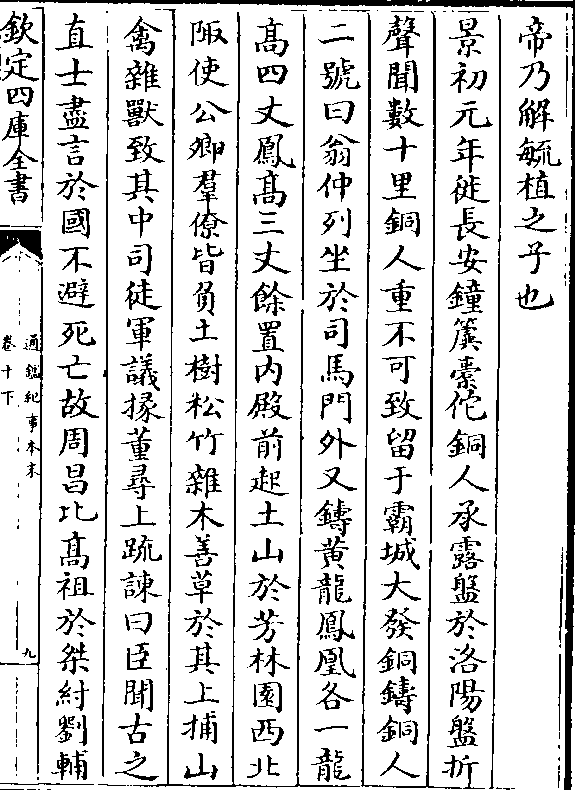 帝乃解毓植之子也
景初元年徙長安鐘簴橐佗銅人承露盤於洛陽盤折
聲聞數十里銅人重不可致留于霸城大發銅鑄銅人
二號曰翁仲列坐於司馬門外又鑄黄龍鳳凰各一龍
髙四丈鳳髙三丈餘置内殿前起土山於芳林園西北
陬使公卿羣僚皆負土樹松竹雜木善草於其上捕山
禽雜獸致其中司徒軍議掾董尋上疏諫曰臣聞古之
直士盡言於國不避死亡故周昌比髙祖於桀紂劉輔
欽定四庫全書
通鑑紀事本末
卷十下
九